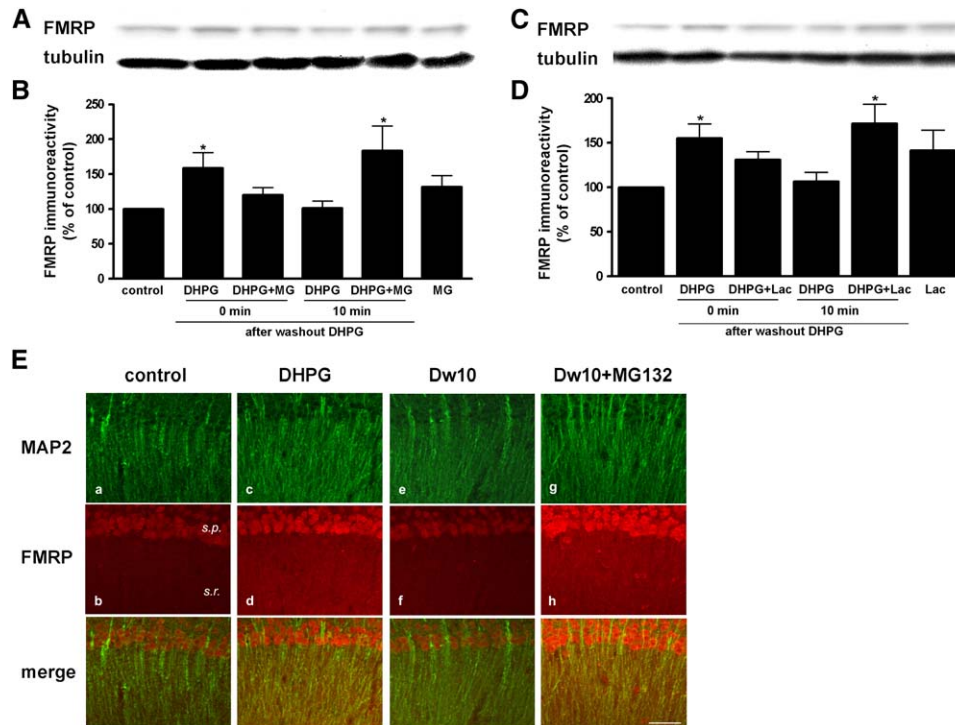 A
FMRP
tubulin
B
FMRP immunoreactivity
(% of control)
250
200
150
100
50
0
control DHPG DHPG+MG DHPG DHPG+MG MG
0 min 10 min
after washout DHPG
C
FMRP
tubulin
D
FMRP immunoreactivity
(% of control)
200
150
100
50
0
control DHPG DHPG+Lac DHPG DHPG+Lac Lac
0 min 10 min
after washout DHPG
* *
* *
E
control DHPG Dw10 Dw10+MG132
MAP2
a c e g
FMRP
s.p.
s.r.
b d f h
merge